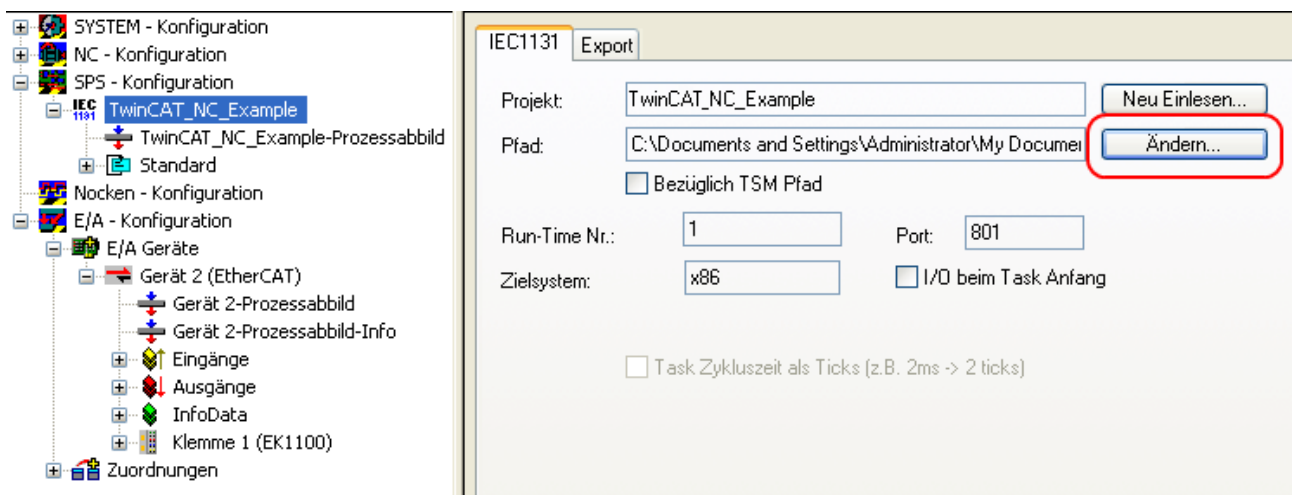 SYSTEM - Konfiguration
NC - Konfiguration
SPS - Konfiguration
IEC 1131 TwinCAT_NC_Example
TwinCAT_NC_Example-Prozessabbild
Standard
Nocken - Konfiguration
E/A - Konfiguration
E/A Geräte
Gerät 2 (EtherCAT)
Gerät 2-Prozessabbild
Gerät 2-Prozessabbild-Info
Eingänge
Ausgänge
InfoData
Klemme 1 (EK1100)
Zuordnungen
IEC1131 Export
Projekt: TwinCAT_NC_Example Neu Einlesen...
Pfad: C:\Documents and Settings\Administrator\My Documer Ändern...
Bezüglich TSM Pfad
Run-Time Nr.: 1 Port: 801
Zielsystem: x86 I/O beim Task Anfang
Task Zykluszeit als Ticks (z.B. 2ms -> 2 ticks)